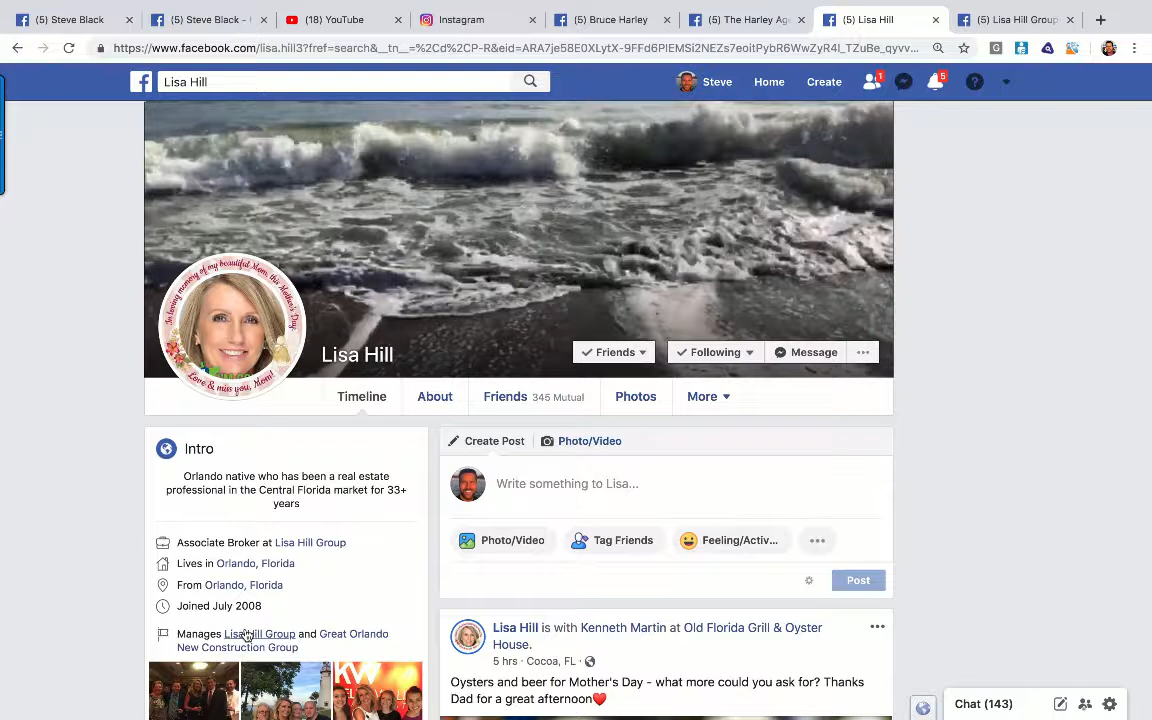 (5) Steve Black
(5) Steve Black -
(18) YouTube
Instagram
(5) Bruce Harley
(5) The Harley Age
(5) Lisa Hill
(5) Lisa Hill Group
https://www.facebook.com/lisa.hill3?fref=search&__tn__=%2Cd%2CP-R&eid=ARA7je58E0XLytX-9FFd6PlEMSi2NEZs7eoitPybR6WwZyR4l_TZuBe_qyvv...
Lisa Hill
Steve
Home
Create
1
5
In loving memory of my beautiful Mom, this Mother's Day.
Love & miss you, Mom!
Lisa Hill
Friends
Following
Message
Timeline
About
Friends 345 Mutual
Photos
More
Intro
Orlando native who has been a real estate
professional in the Central Florida market for 33+
years
Associate Broker at Lisa Hill Group
Lives in Orlando, Florida
From Orlando, Florida
Joined July 2008
Manages Lisa Hill Group and Great Orlando
New Construction Group
kw
Create Post
Photo/Video
Write something to Lisa...
Photo/Video
Tag Friends
Feeling/Activ...
Post
Lisa Hill is with Kenneth Martin at Old Florida Grill & Oyster
House.
5 hrs · Cocoa, FL ·
Oysters and beer for Mother's Day - what more could you ask for? Thanks
Dad for a great afternoon❤
Chat (143)